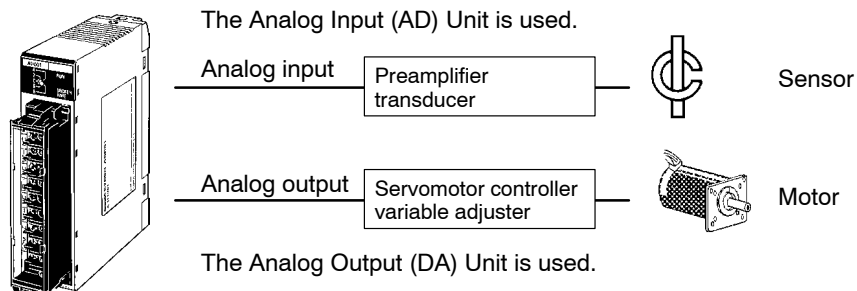 The Analog Input (AD) Unit is used.
Analog input
Preamplifier
transducer
Sensor
Analog output
Servomotor controller
variable adjuster
Motor
The Analog Output (DA) Unit is used.